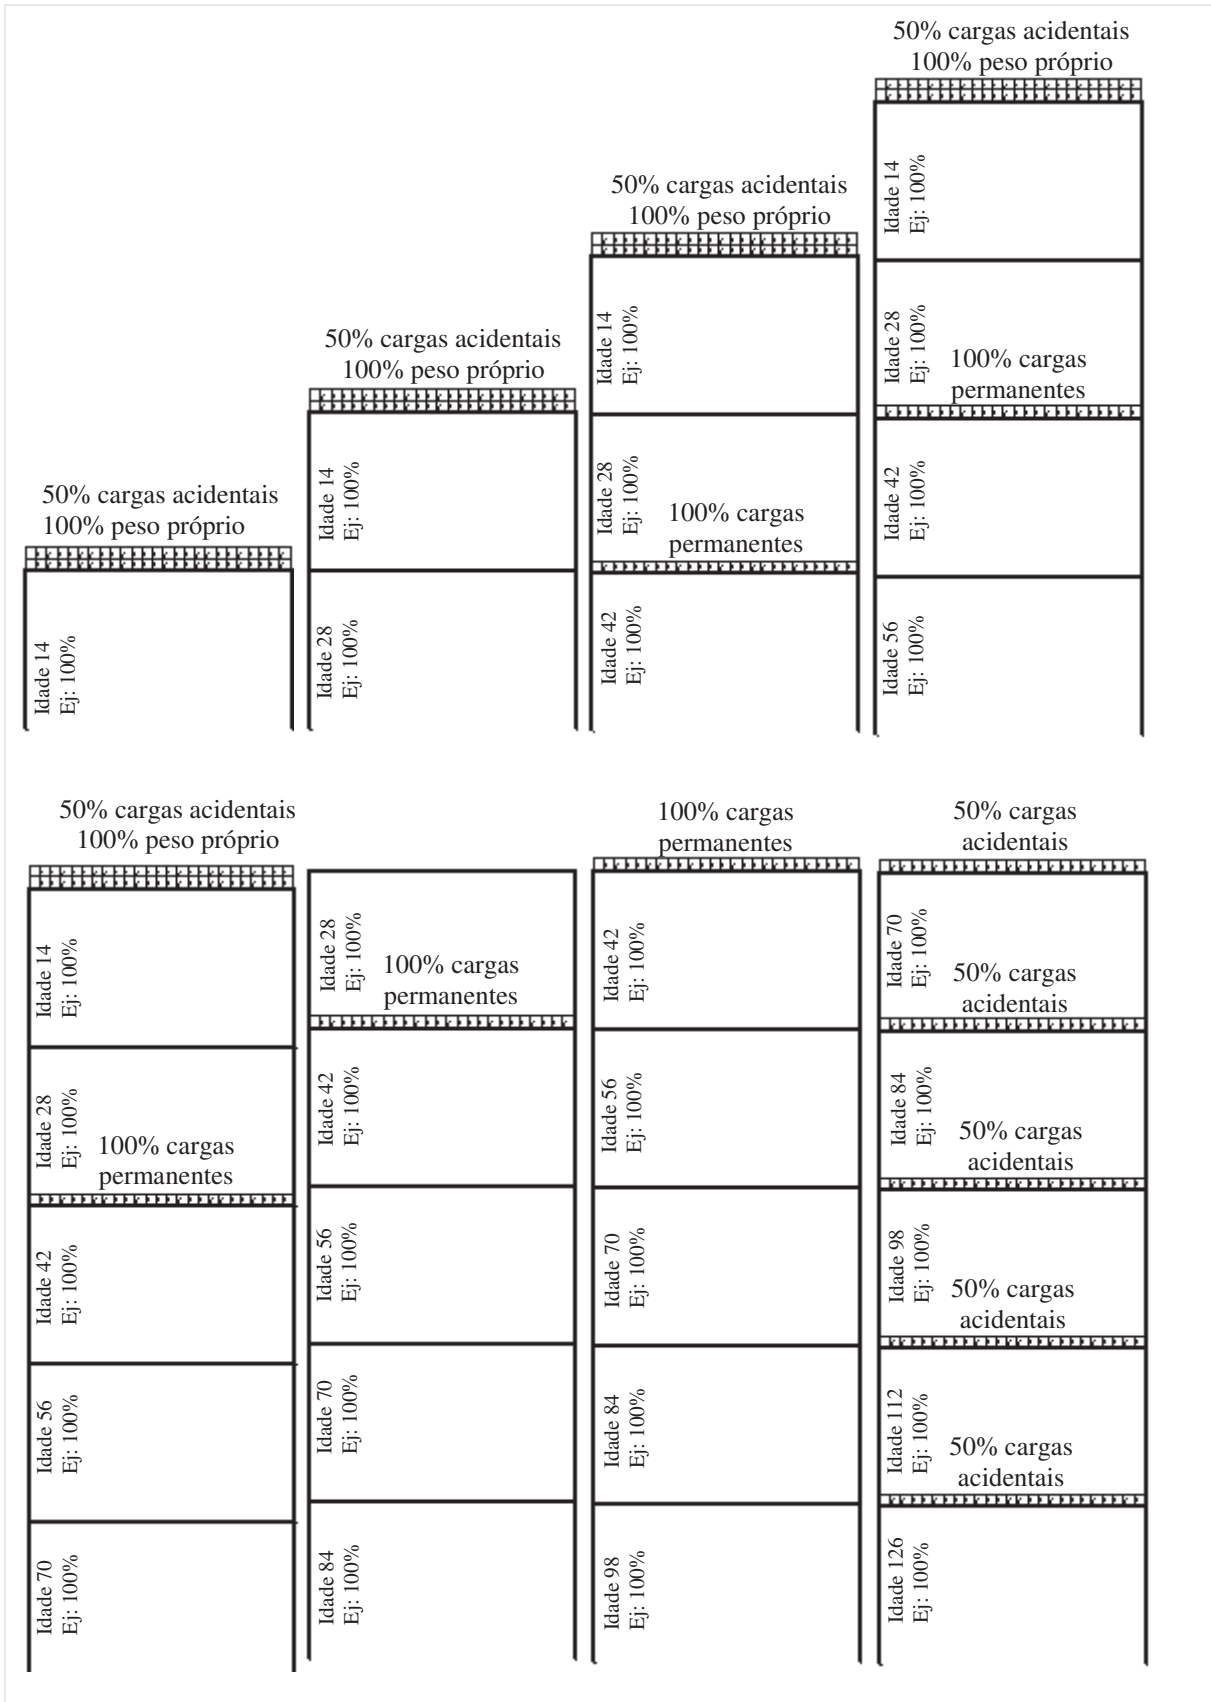 50% cargas acidentais
100% peso próprio
Idade 14
Ej: 100%
50% cargas acidentais
100% peso próprio
Idade 14
Ej: 100%
Idade 28
Ej: 100%
50% cargas acidentais
100% peso próprio
Idade 14
Ej: 100%
Idade 28
Ej: 100%
100% cargas
permanentes
Idade 42
Ej: 100%
50% cargas acidentais
100% peso próprio
Idade 14
Ej: 100%
Idade 28
Ej: 100%
100% cargas
permanentes
Idade 42
Ej: 100%
Idade 56
Ej: 100%
50% cargas acidentais
100% peso próprio
Idade 14
Ej: 100%
Idade 28
Ej: 100%
100% cargas
permanentes
Idade 42
Ej: 100%
Idade 56
Ej: 100%
Idade 70
Ej: 100%
Idade 28
Ej: 100%
100% cargas
permanentes
Idade 42
Ej: 100%
Idade 56
Ej: 100%
Idade 70
Ej: 100%
Idade 84
Ej: 100%
100% cargas
permanentes
Idade 42
Ej: 100%
Idade 56
Ej: 100%
Idade 70
Ej: 100%
Idade 84
Ej: 100%
Idade 98
Ej: 100%
50% cargas
acidentais
Idade 70
Ej: 100%
50% cargas
acidentais
Idade 84
Ej: 100%
50% cargas
acidentais
Idade 98
Ej: 100%
50% cargas
acidentais
Idade 112
Ej: 100%
50% cargas
acidentais
Idade 126
Ej: 100%